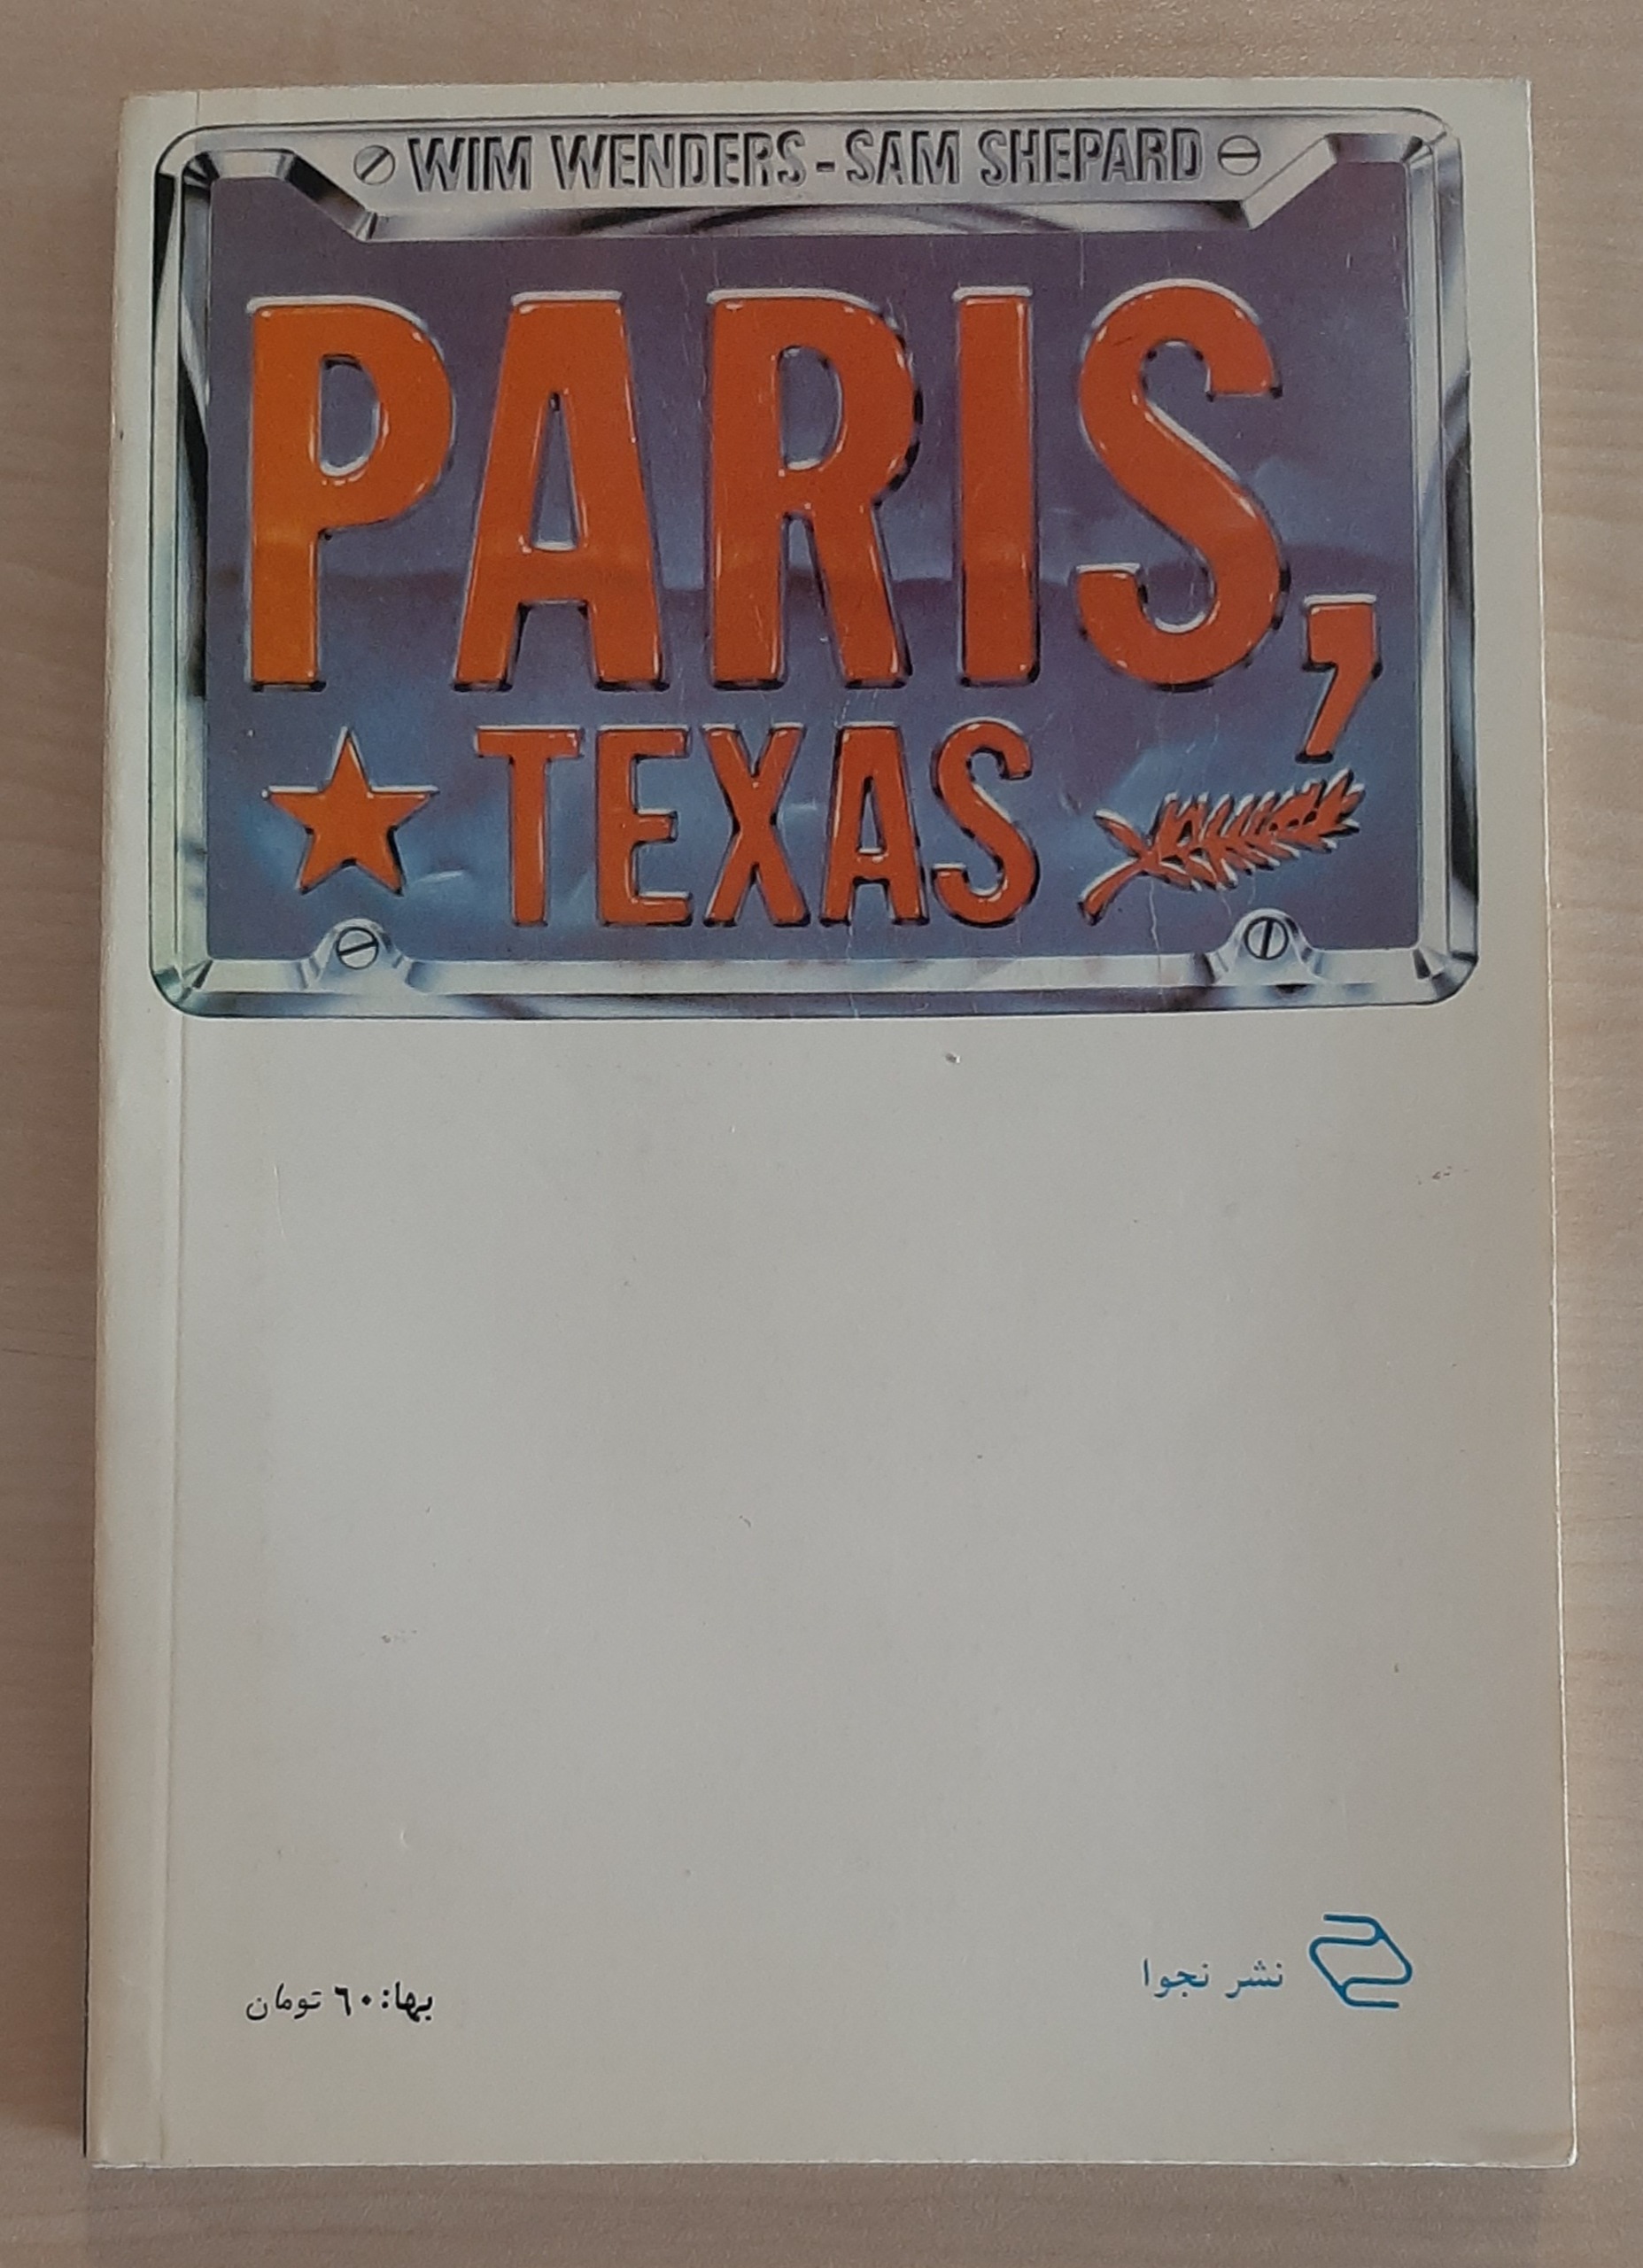 WIM WENDERS-SAM SHEPARD
PARIS,
TEXAS
نشر نجوا
بها: ٦٠ تومان